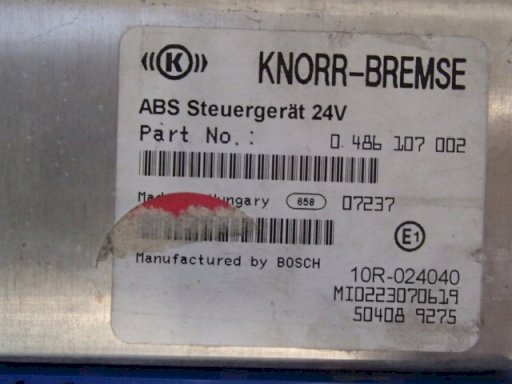 K KNORR-BREMSE
ABS Steuergerät 24V
Part No.: 0 486 107 002
Hungary 658 07237
E1
Manufactured by BOSCH
10R-024040
MI0223070619
50408 9275